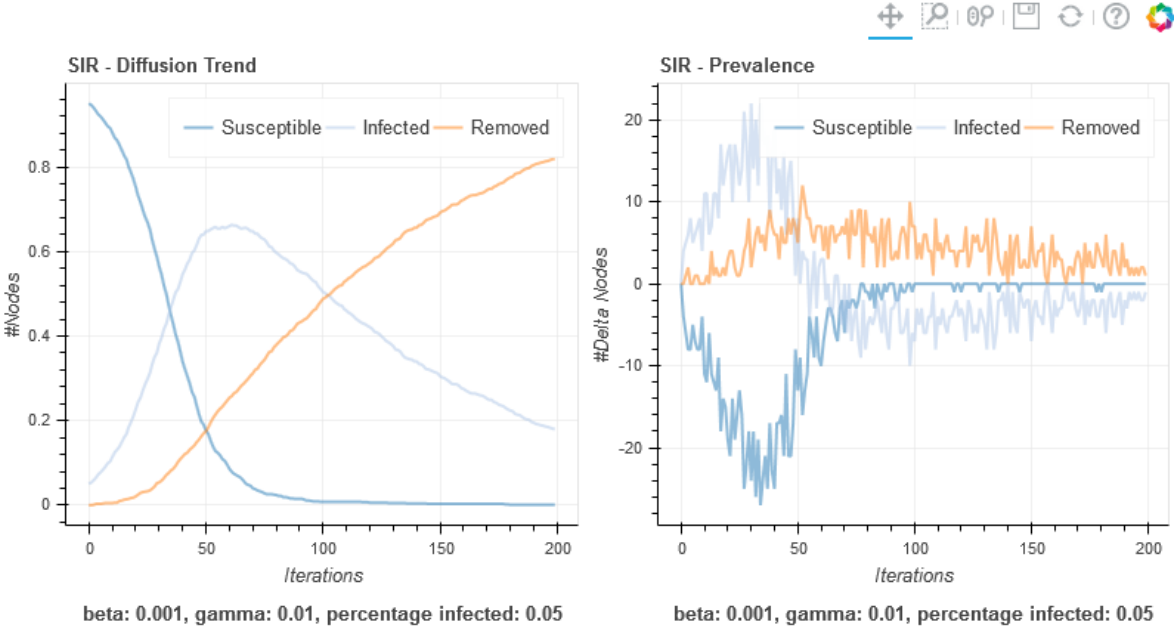 SIR - Diffusion Trend
Susceptible Infected Removed
0.8
0.6
0.4
0.2
0
#Nodes
0 50 100 150 200
Iterations
beta: 0.001, gamma: 0.01, percentage infected: 0.05
SIR - Prevalence
Susceptible Infected Removed
20
10
0
-10
-20
#Delta Nodes
0 50 100 150 200
Iterations
beta: 0.001, gamma: 0.01, percentage infected: 0.05